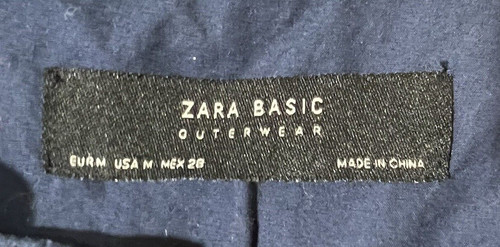 ZARA BASIC
OUTERWEAR
EUR M USA M MEX 28 MADE IN CHINA